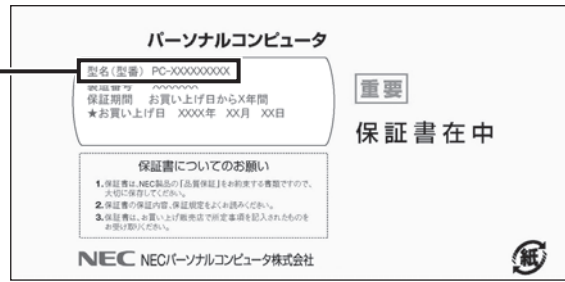 パーソナルコンピュータ
型名(型番) PC-XXXXXXXXX
製造番号 XXXXXXX
保証期間 お買い上げ日からX年間
★お買い上げ日 XXXX年 XX月 XX日
重要
保証書在中
保証書についてのお願い
1.保証書は、NEC製品の「品質保証」をお約束する書類ですので、
大切に保存してください。
2.保証書の保証内容、保証規定をよくお読みください。
3.保証書は、お買い上げ販売店で所定事項を記入されたものを
お受け取りください。
NEC NECパーソナルコンピュータ株式会社
紙